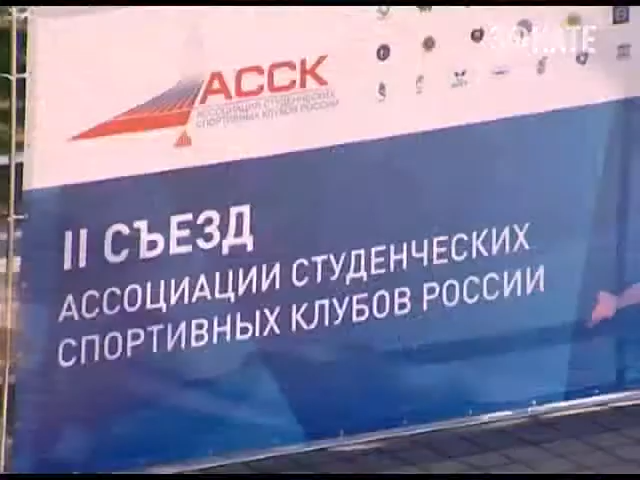 АССК
АССОЦИАЦИЯ СТУДЕНЧЕСКИХ
СПОРТИВНЫХ КЛУБОВ РОССИИ
II СЪЕЗД
АССОЦИАЦИИ СТУДЕНЧЕСКИХ
СПОРТИВНЫХ КЛУБОВ РОССИИ